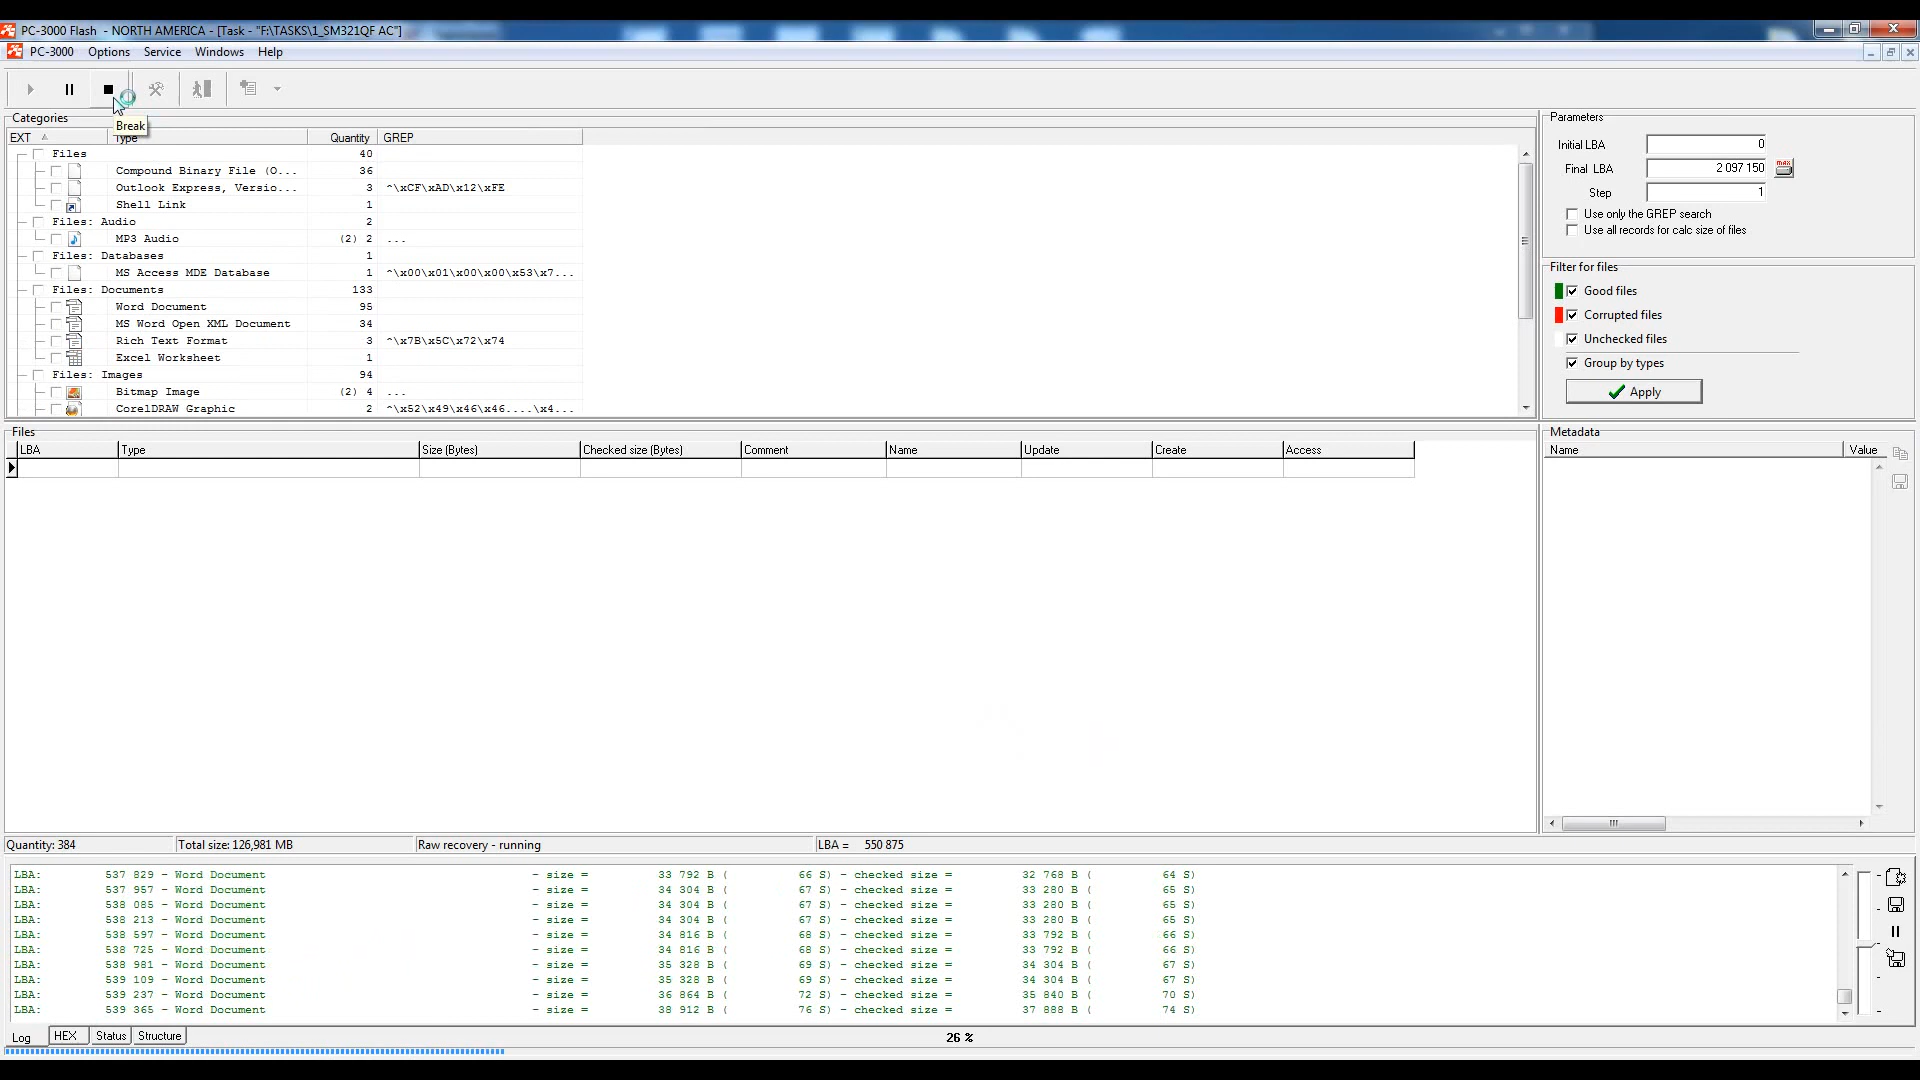 PC-3000 Flash - NORTH AMERICA - [Task - "F:\TASKS\1_SM321QF AC"]
PC-3000 Options Service Windows Help
Break
Categories
EXT Type Quantity GREP
Files 40
Compound Binary File (O... 36
Outlook Express, Versio... 3 ^\xCF\xAD\x12\xFE
Shell Link 1
Files: Audio 2
MP3 Audio (2) 2 ...
Files: Databases 1
MS Access MDE Database 1 ^\x00\x01\x00\x00\x53\x7...
Files: Documents 133
Word Document 95
MS Word Open XML Document 34
Rich Text Format 3 ^\x7B\x5C\x72\x74
Excel Worksheet 1
Files: Images 94
Bitmap Image (2) 4 ...
CorelDRAW Graphic 2 ^\x52\x49\x46\x46....\x4...
Parameters
Initial LBA 0
Final LBA 2 097 150
Step 1
Use only the GREP search
Use all records for calc size of files
Filter for files
Good files
Corrupted files
Unchecked files
Group by types
Apply
Files
LBA Type Size (Bytes) Checked size (Bytes) Comment Name Update Create Access
Metadata
Name Value
Quantity: 384 Total size: 126,981 MB Raw recovery - running LBA = 550 875
LBA: 537 829 - Word Document - size = 33 792 B ( 66 S) - checked size = 32 768 B ( 64 S)
LBA: 537 957 - Word Document - size = 34 304 B ( 67 S) - checked size = 33 280 B ( 65 S)
LBA: 538 085 - Word Document - size = 34 304 B ( 67 S) - checked size = 33 280 B ( 65 S)
LBA: 538 213 - Word Document - size = 34 304 B ( 67 S) - checked size = 33 280 B ( 65 S)
LBA: 538 597 - Word Document - size = 34 816 B ( 68 S) - checked size = 33 792 B ( 66 S)
LBA: 538 725 - Word Document - size = 34 816 B ( 68 S) - checked size = 33 792 B ( 66 S)
LBA: 538 981 - Word Document - size = 35 328 B ( 69 S) - checked size = 34 304 B ( 67 S)
LBA: 539 109 - Word Document - size = 35 328 B ( 69 S) - checked size = 34 304 B ( 67 S)
LBA: 539 237 - Word Document - size = 36 864 B ( 72 S) - checked size = 35 840 B ( 70 S)
LBA: 539 365 - Word Document - size = 38 912 B ( 76 S) - checked size = 37 888 B ( 74 S)
Log HEX Status Structure 26 %